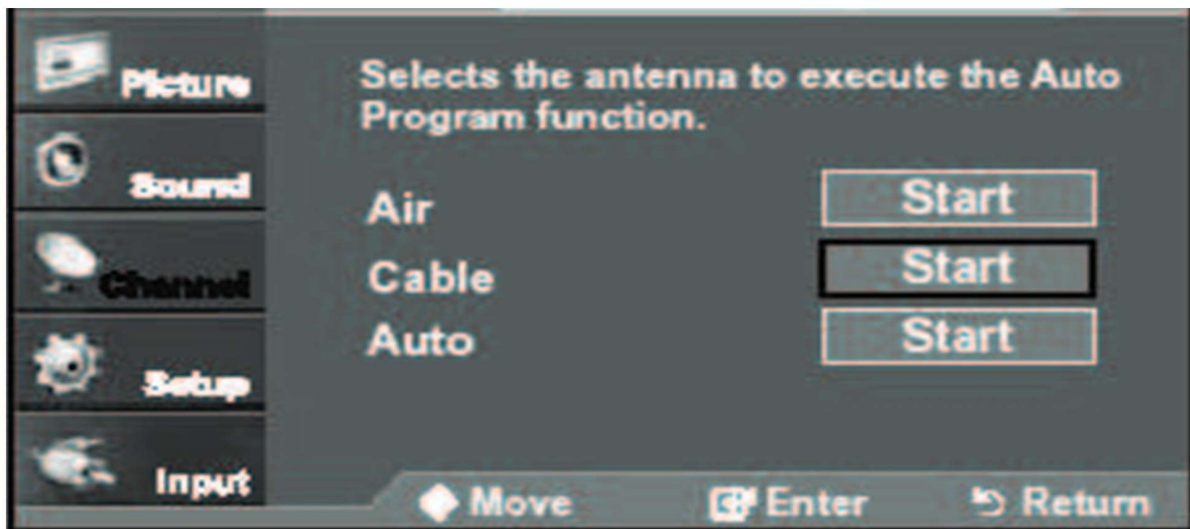 Picture
Sound
Channel
Setup
Input
Selects the antenna to execute the Auto
Program function.
Air Start
Cable Start
Auto Start
Move Enter Return